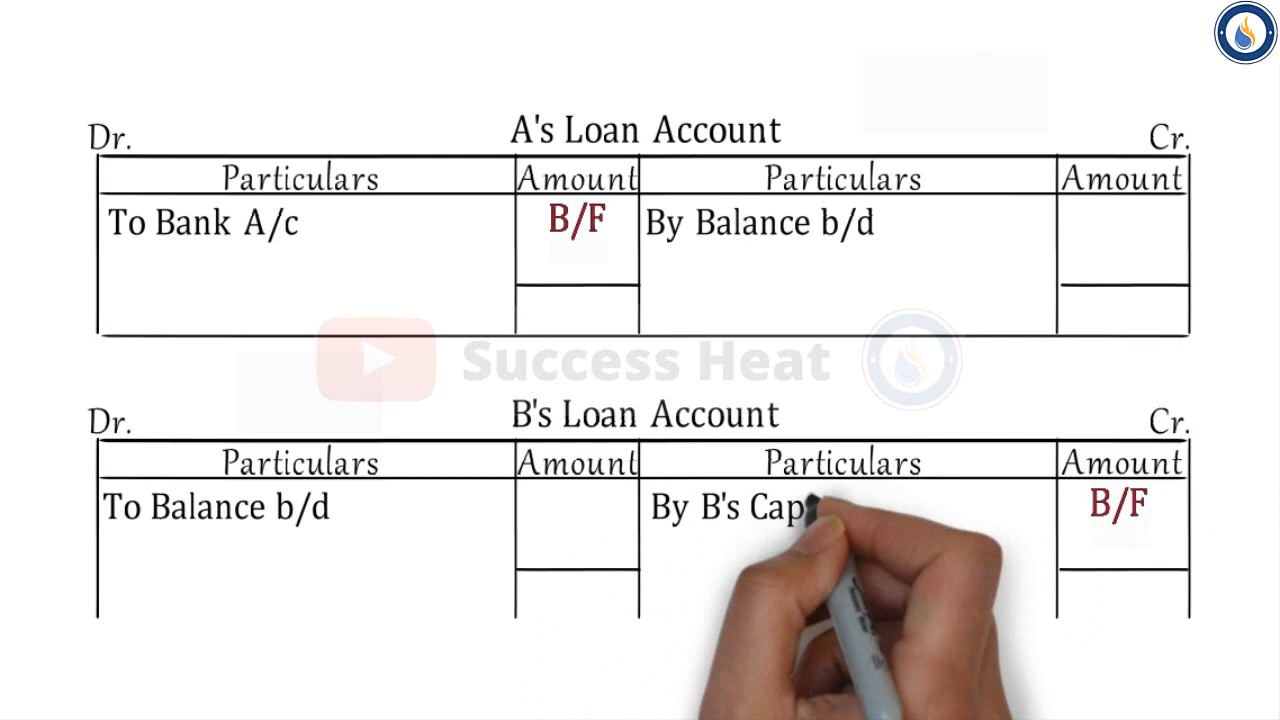 A's Loan Account
Dr. Cr.
Particulars Amount Particulars Amount
To Bank A/c B/F By Balance b/d
Success Heat
B's Loan Account
Dr. Cr.
Particulars Amount Particulars Amount
To Balance b/d By B's Cap B/F